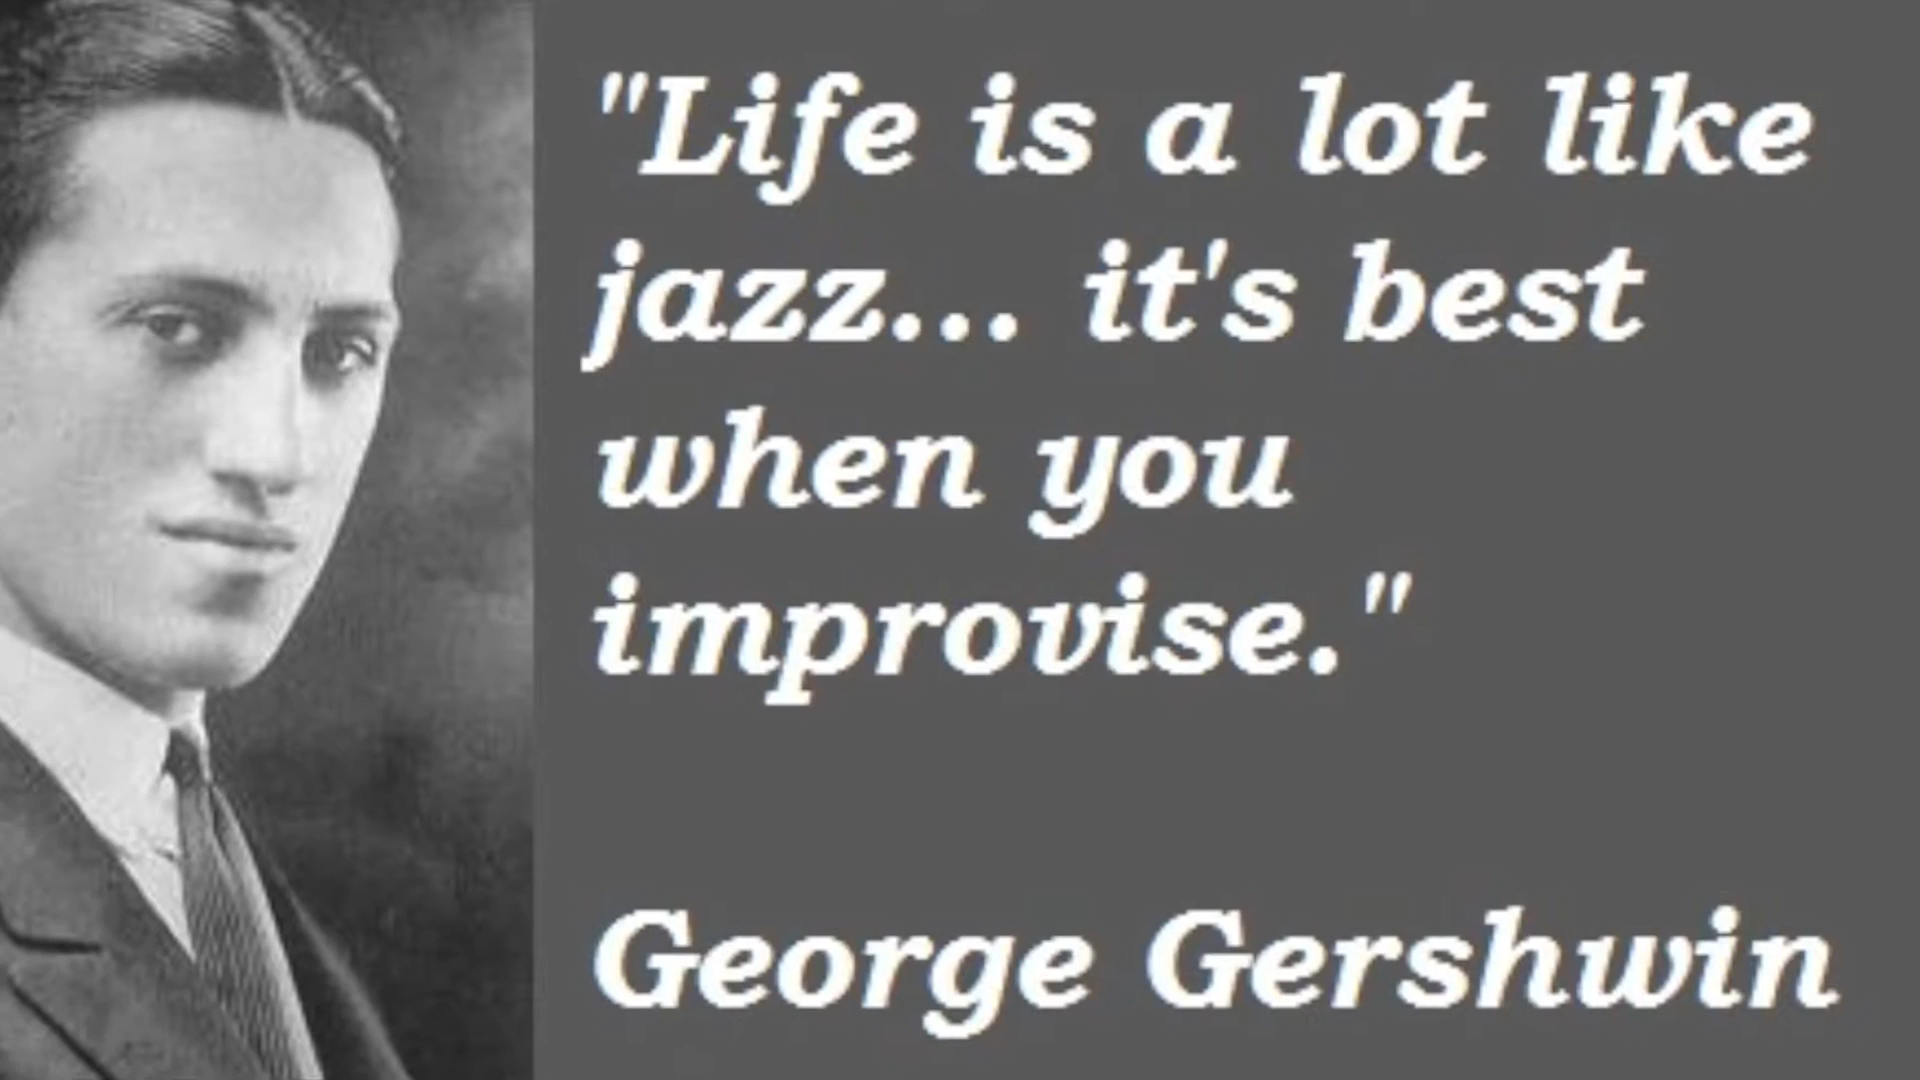 "Life is a lot like
jazz... it's best
when you
improvise."
George Gershwin